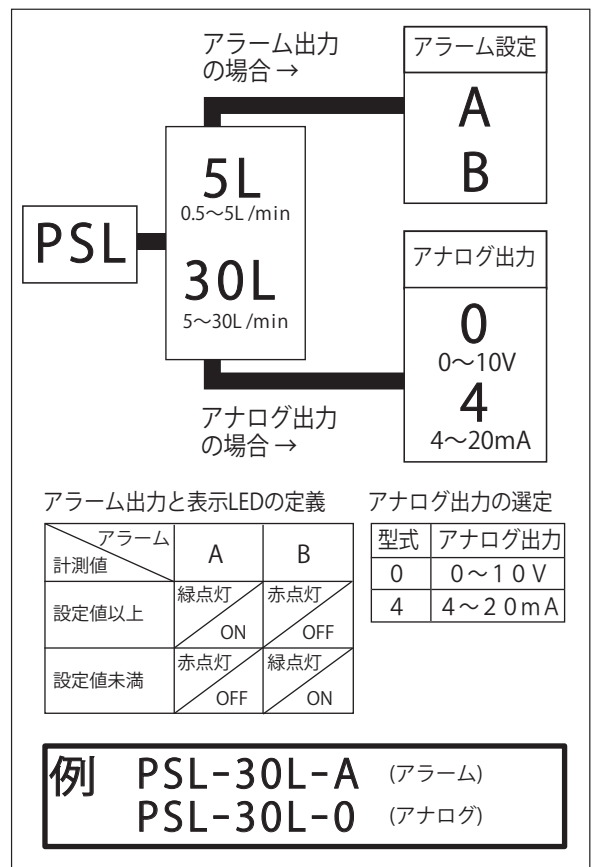 アラーム出力
の場合→
アラーム設定
A
B
PSL
5L
0.5〜5L/min
30L
5〜30L/min
アナログ出力
0
0〜10V
4
4〜20mA
アナログ出力
の場合→
アラーム出力と表示LEDの定義
アラーム
計測値
A
B
設定値以上
緑点灯
ON
赤点灯
OFF
設定値未満
赤点灯
OFF
緑点灯
ON
アナログ出力の選定
型式 アナログ出力
0 0〜10V
4 4〜20mA
例 PSL-30L-A (アラーム)
PSL-30L-0 (アナログ)